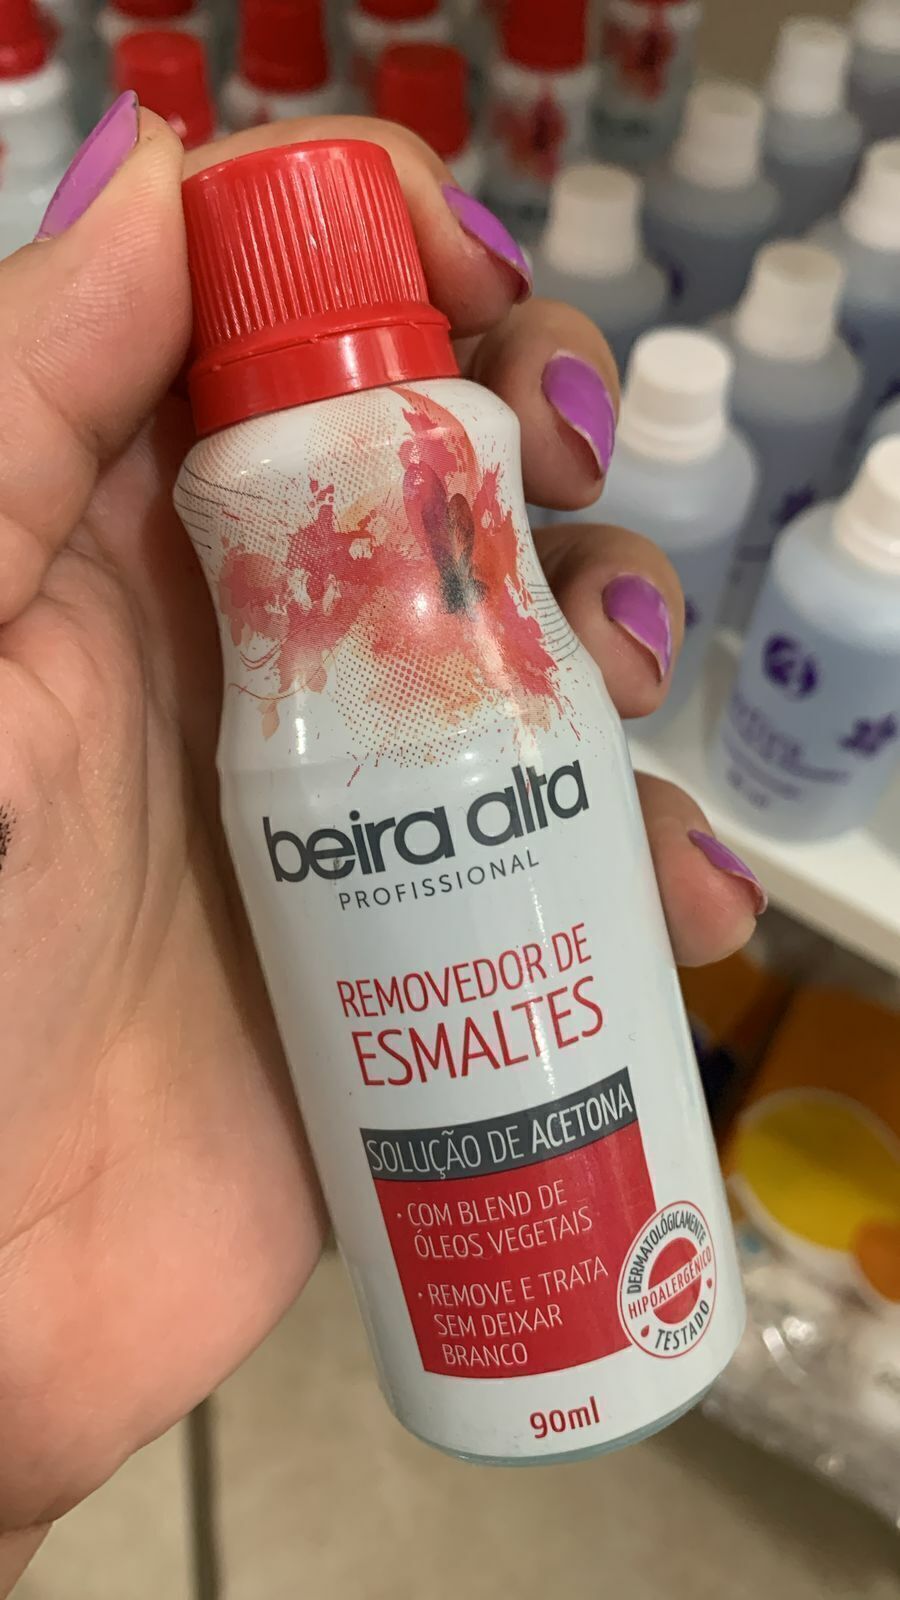 beira alta
PROFISSIONAL
REMOVEDOR DE
ESMALTES
SOLUÇÃO DE ACETONA
· COM BLEND DE
ÓLEOS VEGETAIS
· REMOVE E TRATA
SEM DEIXAR
BRANCO
DERMATOLÓGICAMENTE
HIPOALERGÊNICO
TESTADO
90ml